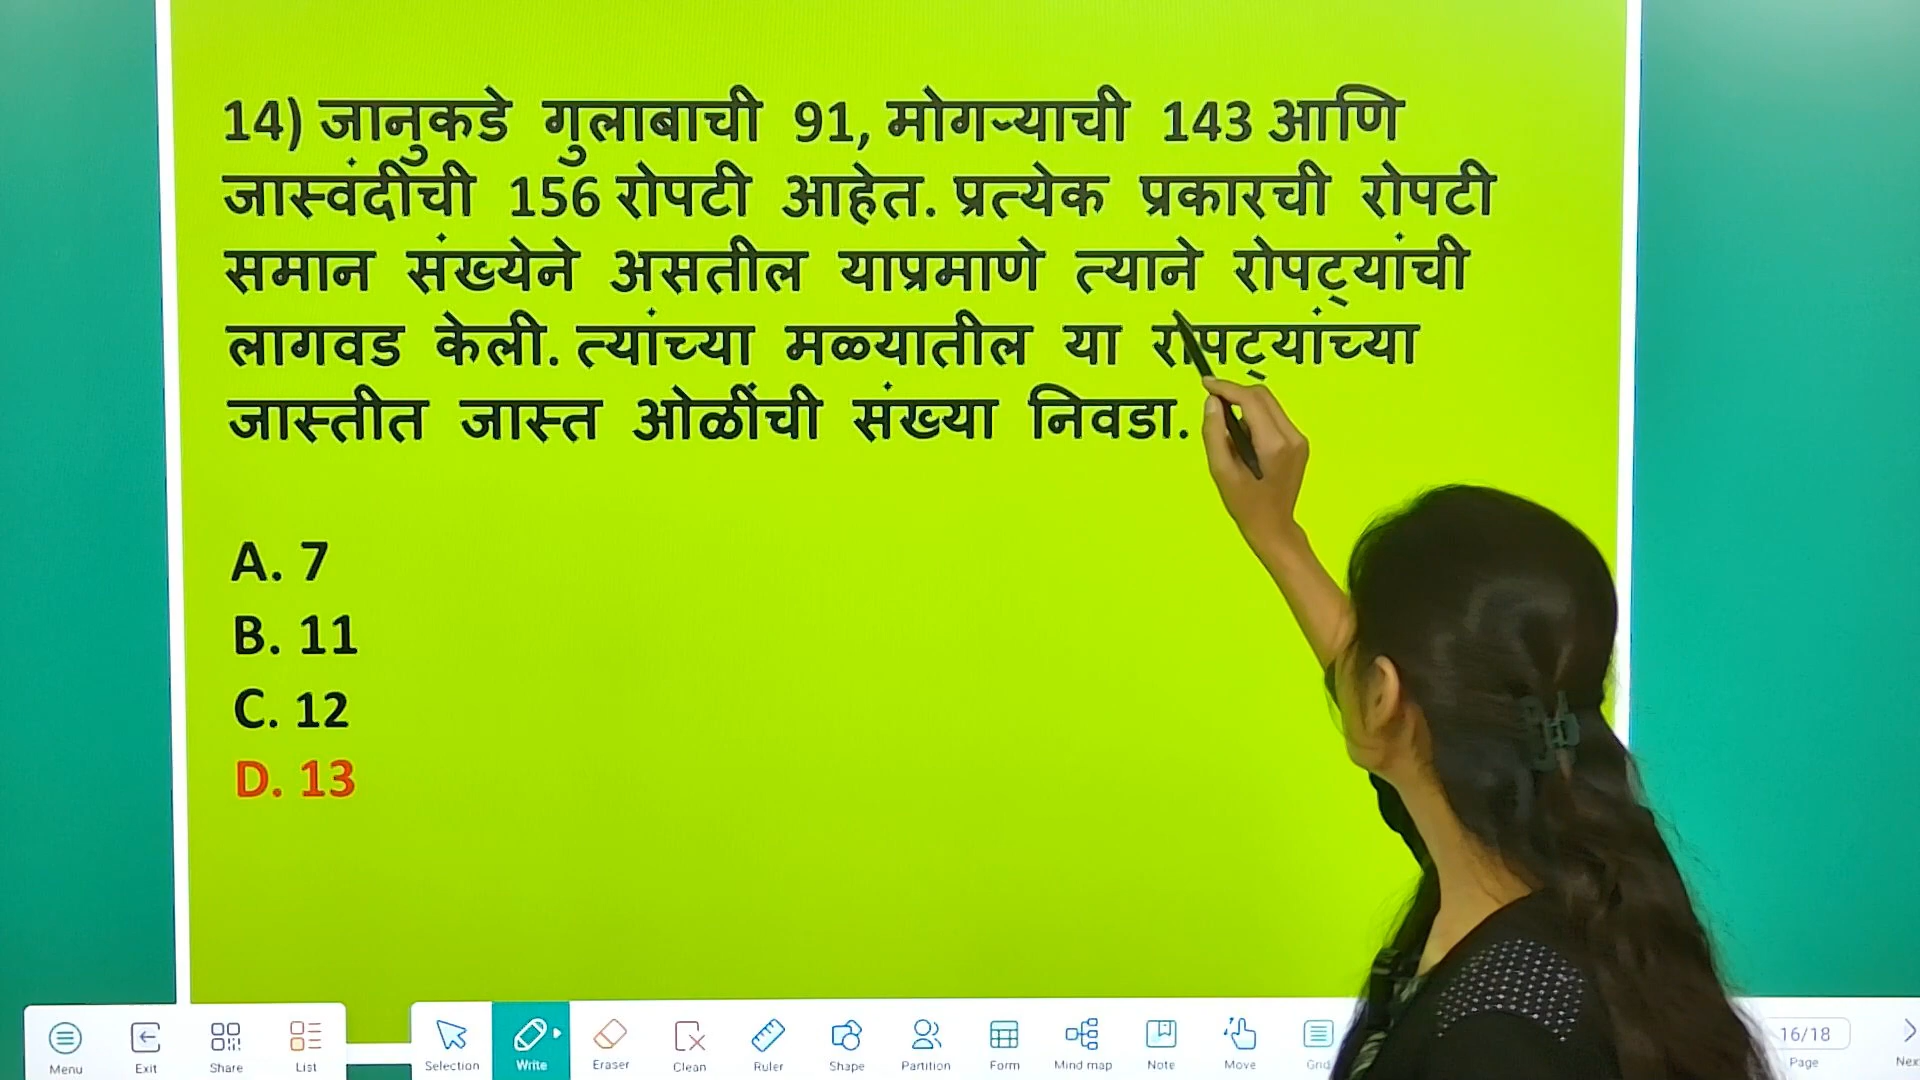 14) जानुकडे गुलाबाची 91, मोगऱ्याची 143 आणि
जास्वंदीची 156 रोपटी आहेत. प्रत्येक प्रकारची रोपटी
समान संख्येने असतील याप्रमाणे त्याने रोपट्यांची
लागवड केली. त्यांच्या मळ्यातील या रोपट्यांच्या
जास्तीत जास्त ओळींची संख्या निवडा.
A. 7
B. 11
C. 12
D. 13
Menu Exit Share List Selection Write Eraser Clean Ruler Shape Partition Form Mind map Note Move Grid 16/18 Page Nex